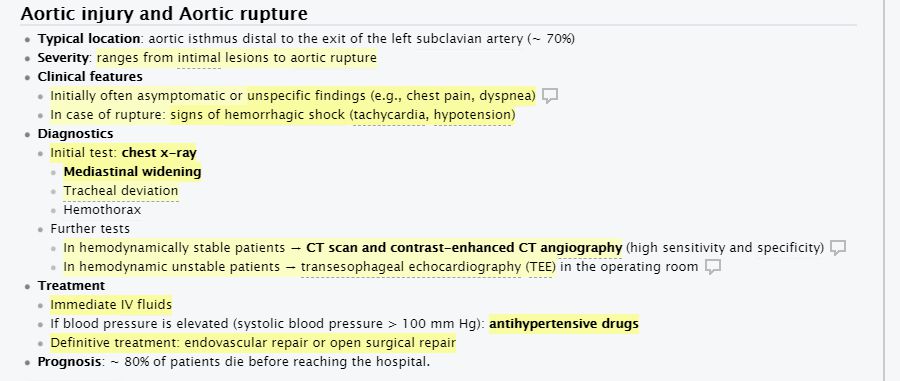 Aortic injury and Aortic rupture
Typical location: aortic isthmus distal to the exit of the left subclavian artery (~ 70%)
Severity: ranges from intimal lesions to aortic rupture
Clinical features
Initially often asymptomatic or unspecific findings (e.g., chest pain, dyspnea)
In case of rupture: signs of hemorrhagic shock (tachycardia, hypotension)
Diagnostics
Initial test: chest x-ray
Mediastinal widening
Tracheal deviation
Hemothorax
Further tests
In hemodynamically stable patients → CT scan and contrast-enhanced CT angiography (high sensitivity and specificity)
In hemodynamic unstable patients → transesophageal echocardiography (TEE) in the operating room
Treatment
Immediate IV fluids
If blood pressure is elevated (systolic blood pressure > 100 mm Hg): antihypertensive drugs
Definitive treatment: endovascular repair or open surgical repair
Prognosis: ~ 80% of patients die before reaching the hospital.